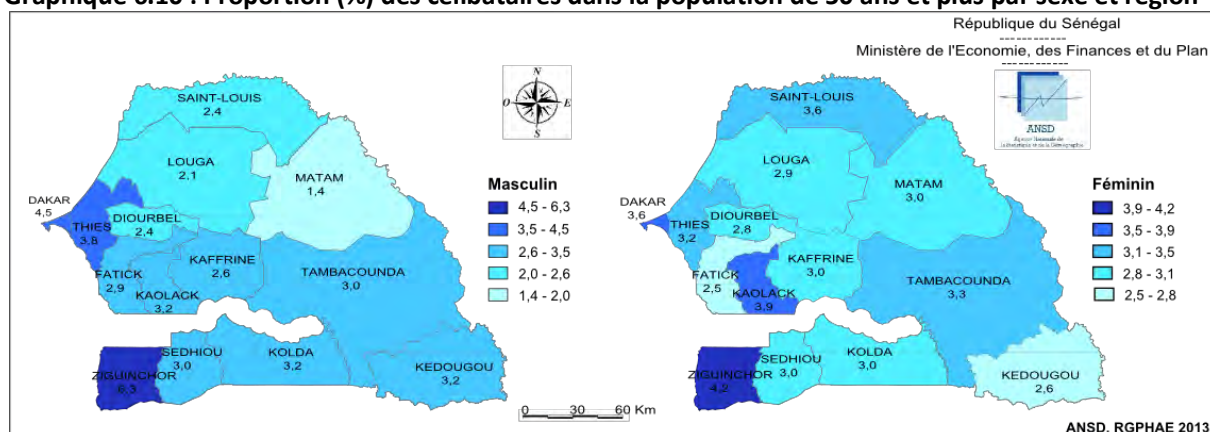 Graphique 6.10 : Proportion (%) des célibataires dans la population de 50 ans et plus par sexe et région
République du Sénégal
-----------
Ministère de l'Economie, des Finances et du Plan
-----------
ANSD
N
O
E
S
SAINT-LOUIS
2,4
LOUGA
2,1
MATAM
1,4
DAKAR
4,5
THIES
3,8
DIOURBEL
2,4
KAFFRINE
2,6
FATICK
2,9
KAOLACK
3,2
TAMBACOUNDA
3,0
ZIGUINCHOR
6,3
SEDHIOU
3,0
KOLDA
3,2
KEDOUGOU
3,2
Masculin
4,5 - 6,3
3,5 - 4,5
2,6 - 3,5
2,0 - 2,6
1,4 - 2,0
0 30 60 Km
SAINT-LOUIS
3,6
LOUGA
2,9
MATAM
3,0
DAKAR
3,6
THIES
3,2
DIOURBEL
2,8
KAFFRINE
3,0
FATICK
2,5
KAOLACK
3,9
TAMBACOUNDA
3,3
ZIGUINCHOR
4,2
SEDHIOU
3,0
KOLDA
3,0
KEDOUGOU
2,6
Féminin
3,9 - 4,2
3,5 - 3,9
3,1 - 3,5
2,8 - 3,1
2,5 - 2,8
ANSD. RGPHAE 2013